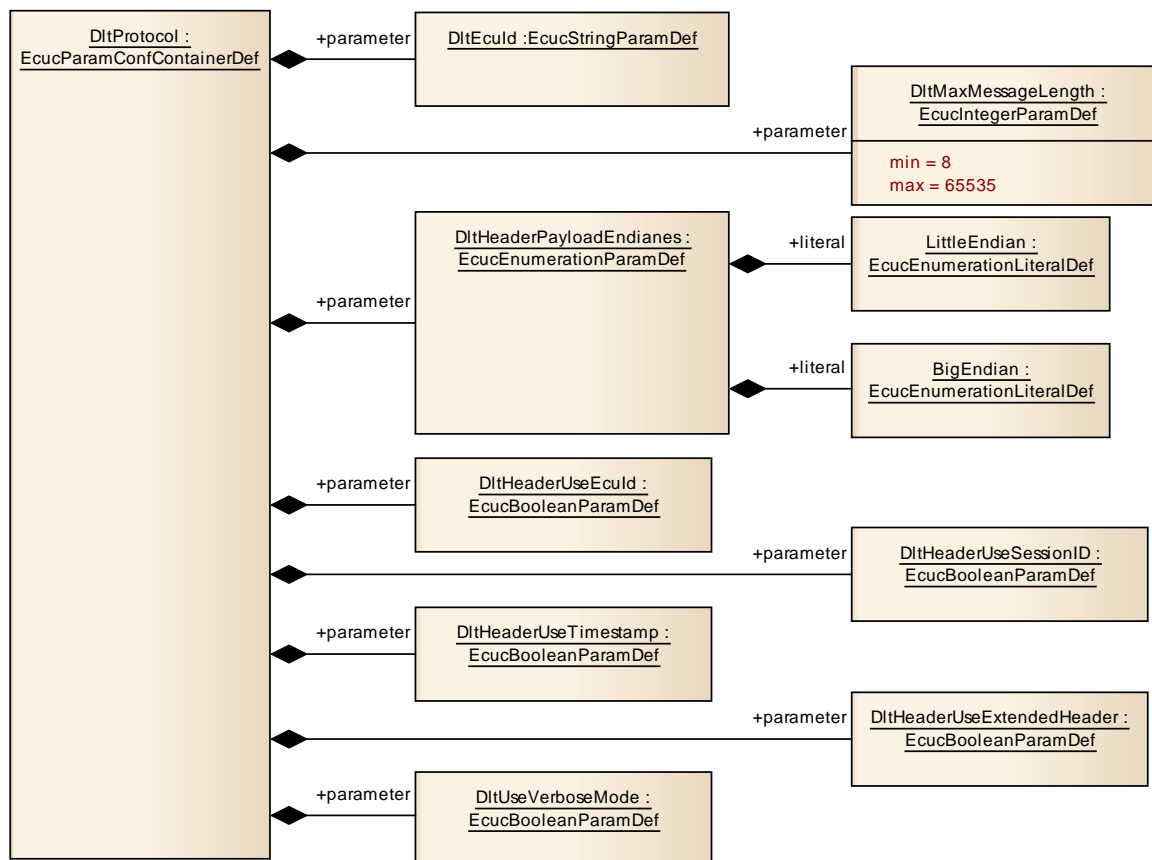 DltProtocol :
EcucParamConfContainerDef
+parameter
DltEcuId :EcucStringParamDef
+parameter
DltMaxMessageLength :
EcucIntegerParamDef
min = 8
max = 65535
+parameter
DltHeaderPayloadEndianes :
EcucEnumerationParamDef
+literal
LittleEndian :
EcucEnumerationLiteralDef
+literal
BigEndian :
EcucEnumerationLiteralDef
+parameter
DltHeaderUseEcuId :
EcucBooleanParamDef
+parameter
DltHeaderUseSessionID :
EcucBooleanParamDef
+parameter
DltHeaderUseTimestamp :
EcucBooleanParamDef
+parameter
DltHeaderUseExtendedHeader :
EcucBooleanParamDef
+parameter
DltUseVerboseMode :
EcucBooleanParamDef